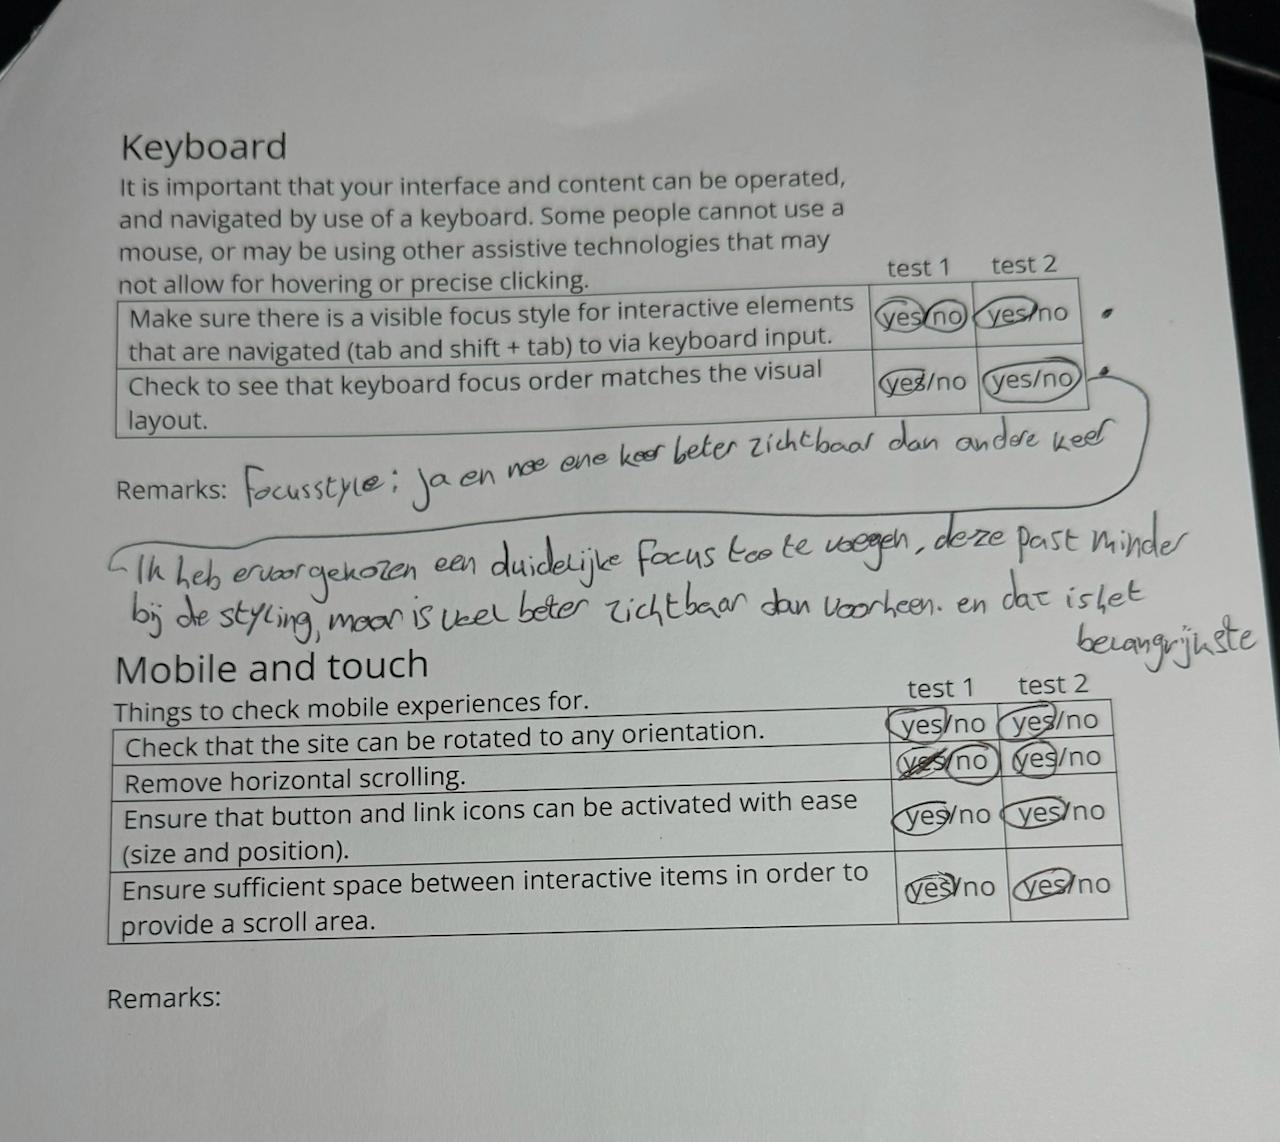 Keyboard
It is important that your interface and content can be operated,
and navigated by use of a keyboard. Some people cannot use a
mouse, or may be using other assistive technologies that may
not allow for hovering or precise clicking.
test 1 test 2
Make sure there is a visible focus style for interactive elements yes/no yes/no
that are navigated (tab and shift + tab) to via keyboard input.
Check to see that keyboard focus order matches the visual yes/no yes/no
layout.
Remarks: Focusstyle: ja en nee ene keer beter zichtbaar dan andere keer
Ik heb ervoor gekozen een duidelijke focus toe te voegen, deze past minder
bij de styling, maar is veel beter zichtbaar dan voorheen. en dat is het
belangrijkste
Mobile and touch
Things to check mobile experiences for.
test 1 test 2
Check that the site can be rotated to any orientation. yes/no yes/no
Remove horizontal scrolling. yes/no yes/no
Ensure that button and link icons can be activated with ease yes/no yes/no
(size and position).
Ensure sufficient space between interactive items in order to yes/no yes/no
provide a scroll area.
Remarks: